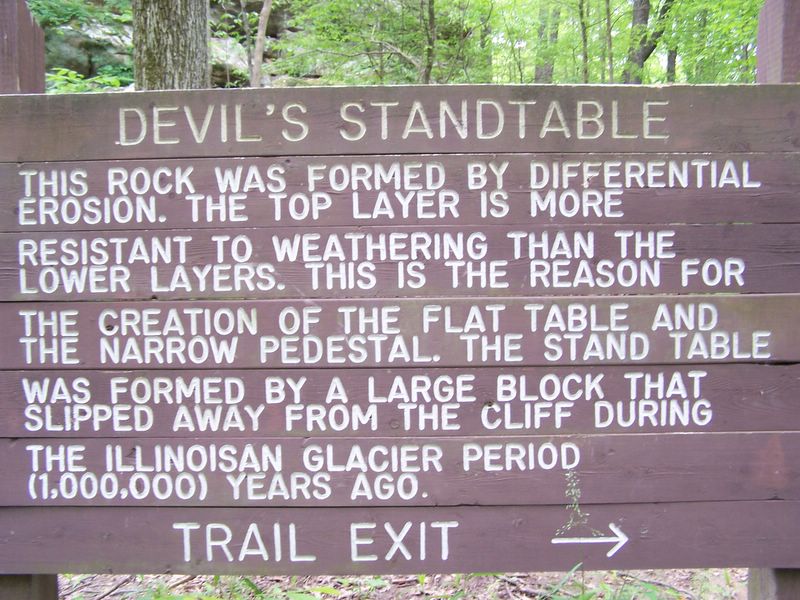 DEVIL'S STANDTABLE
THIS ROCK WAS FORMED BY DIFFERENTIAL
EROSION. THE TOP LAYER IS MORE
RESISTANT TO WEATHERING THAN THE
LOWER LAYERS. THIS IS THE REASON FOR
THE CREATION OF THE FLAT TABLE AND
THE NARROW PEDESTAL. THE STAND TABLE
WAS FORMED BY A LARGE BLOCK THAT
SLIPPED AWAY FROM THE CLIFF DURING
THE ILLINOISAN GLACIER PERIOD
(1,000,000) YEARS AGO.
TRAIL EXIT →